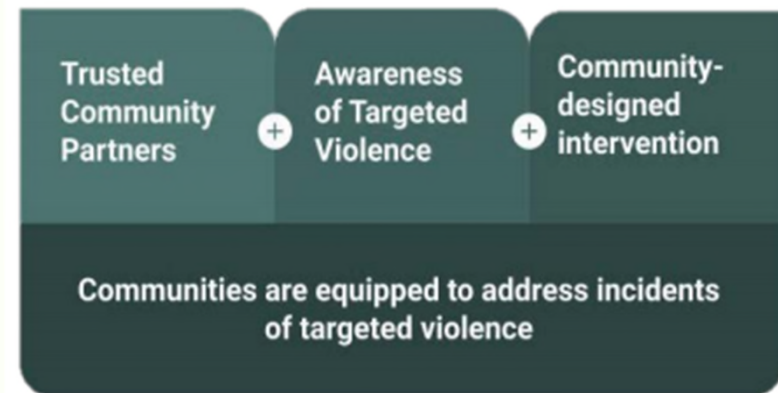 Trusted
Community
Partners
+
Awareness
of Targeted
Violence
+
Community-
designed
intervention
Communities are equipped to address incidents
of targeted violence